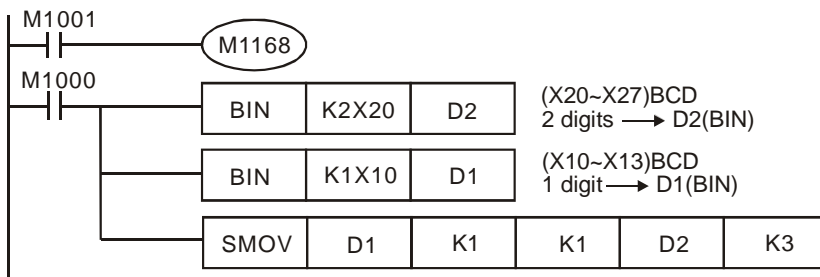 M1001
M1168
M1000
BIN K2X20 D2
(X20~X27)BCD
2 digits → D2(BIN)
BIN K1X10 D1
(X10~X13)BCD
1 digit → D1(BIN)
SMOV D1 K1 K1 D2 K3